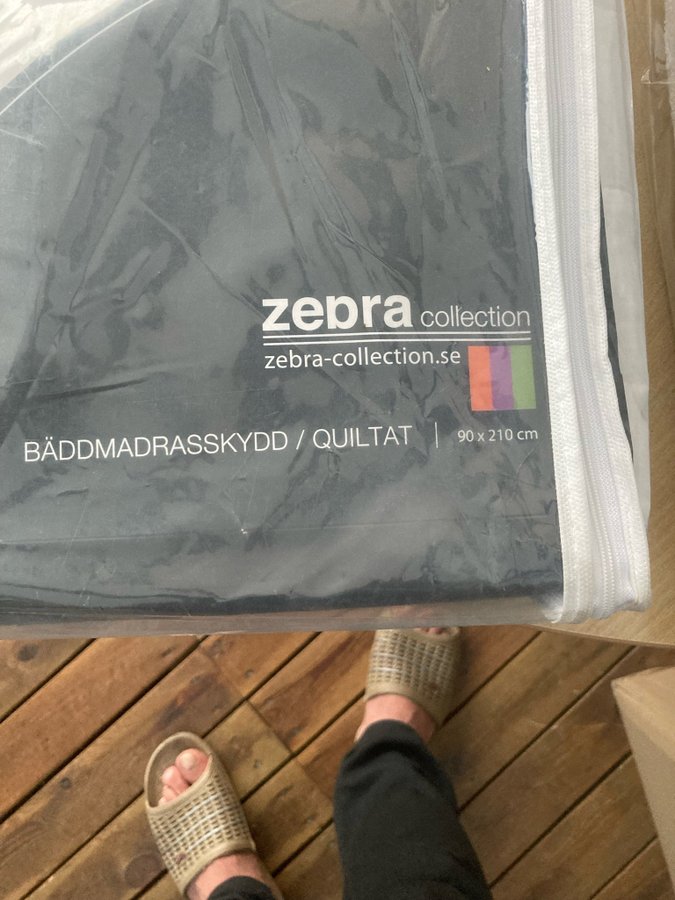 zebra collection
zebra-collection.se
BÄDDMADRASSKYDD / QUILTAT | 90 x 210 cm